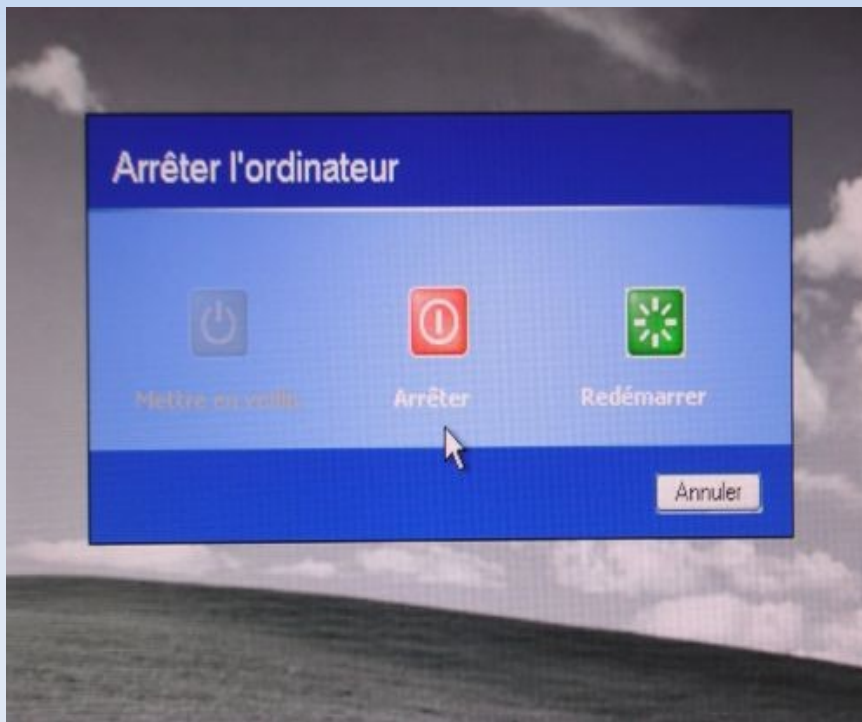 Arrêter l'ordinateur
Mettre en veille
Arrêter
Redémarrer
Annuler